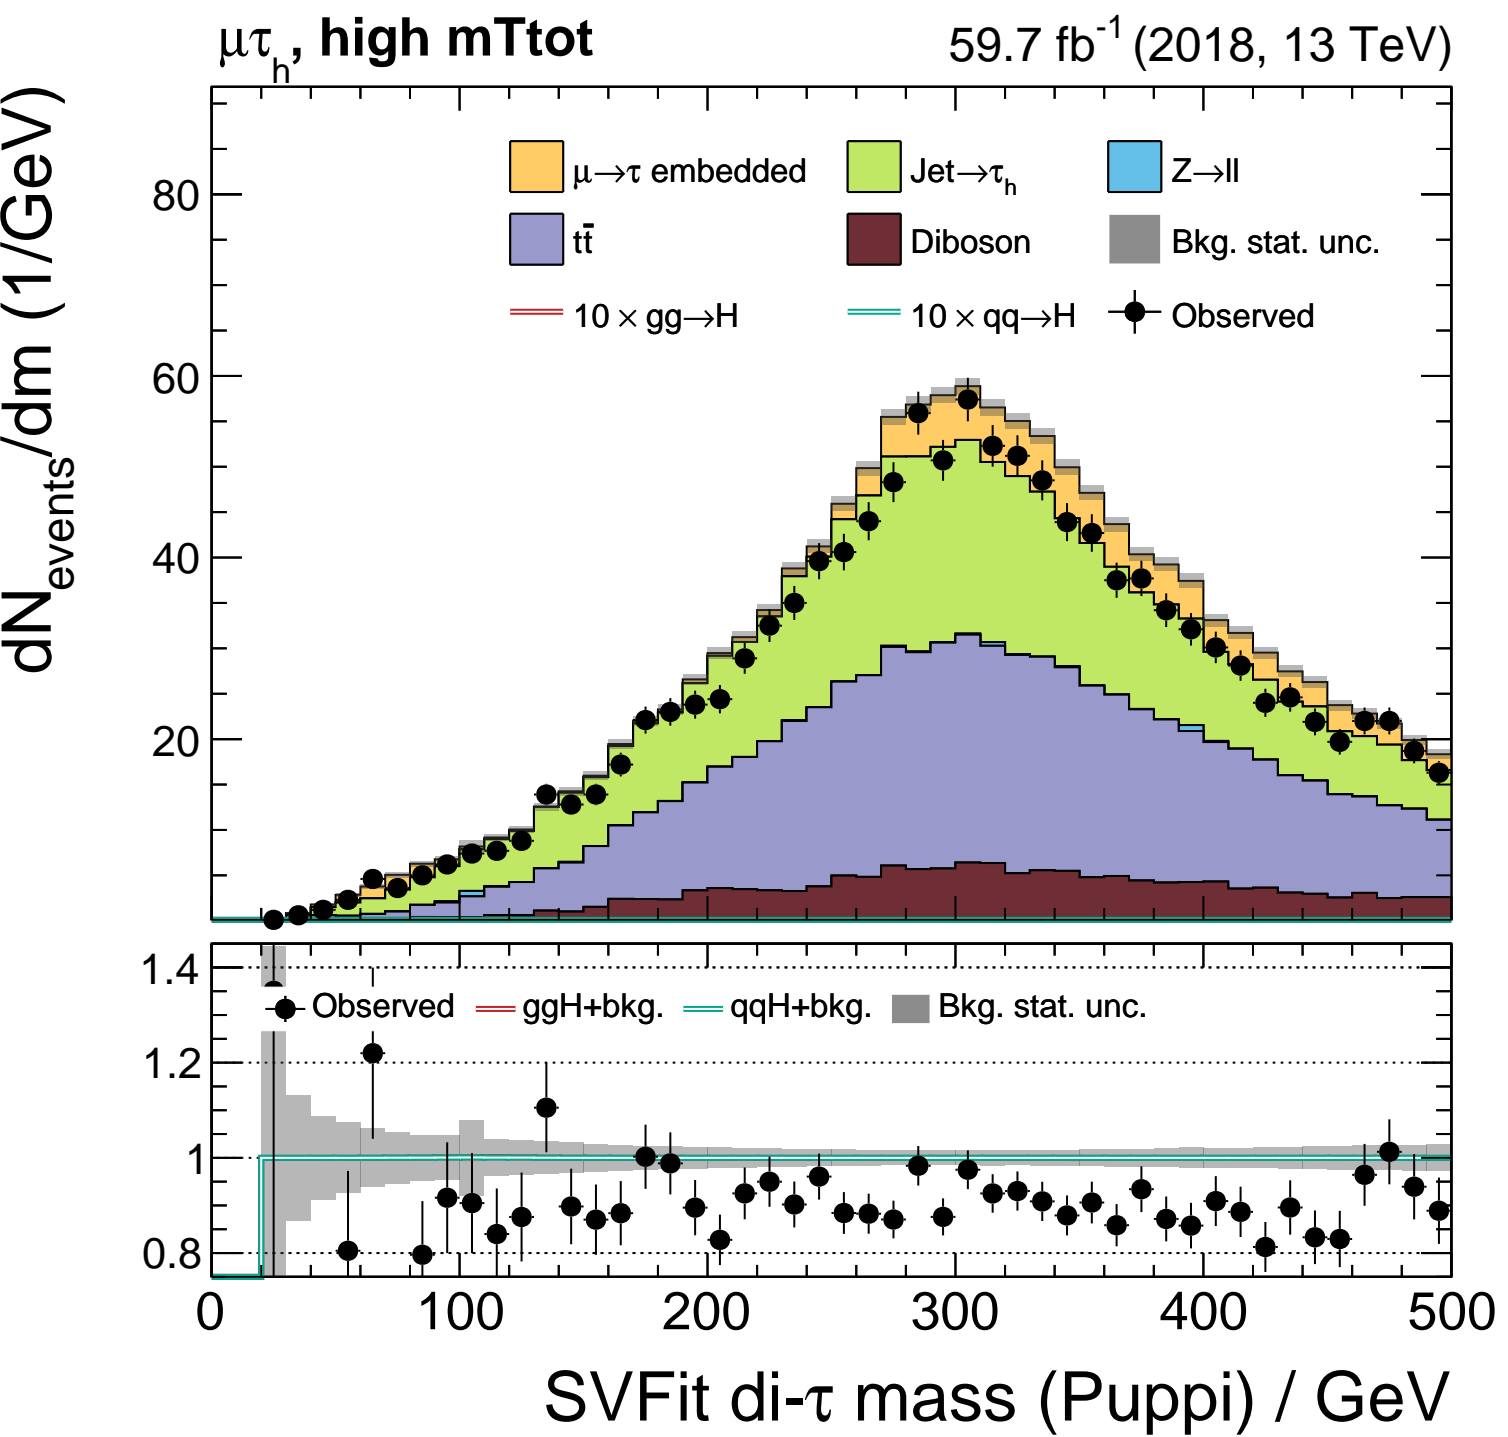 μτh, high mTtot 59.7 fb⁻¹ (2018, 13 TeV)
dNevents/dm (1/GeV)
μ→τ embedded Jet→τh Z→ll
tt̄ Diboson Bkg. stat. unc.
10 × gg→H 10 × qq→H Observed
80
60
40
20
1.4
Observed ggH+bkg. qqH+bkg. Bkg. stat. unc.
1.2
1
0.8
0 100 200 300 400 500
SVFit di-τ mass (Puppi) / GeV